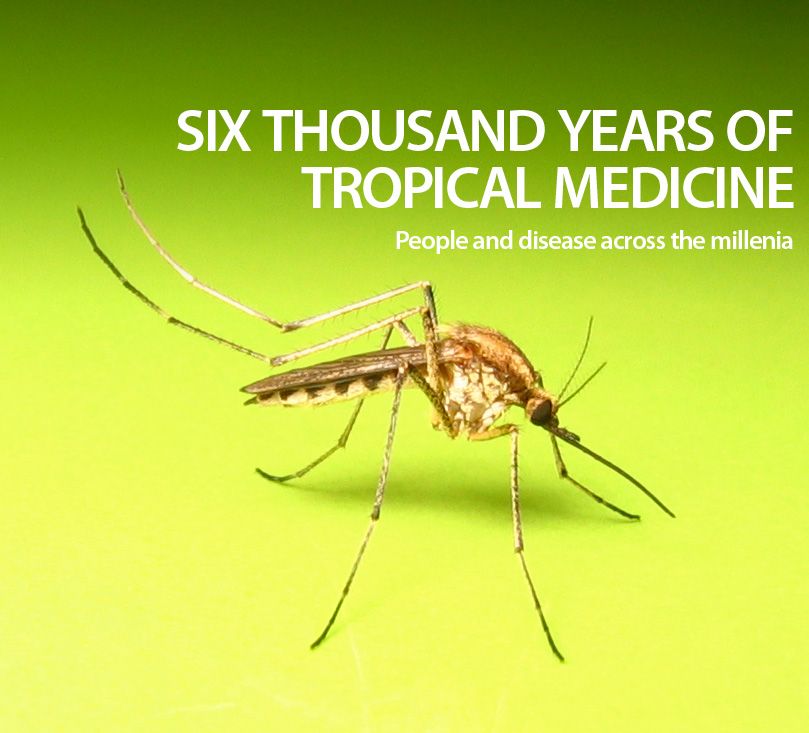 SIX THOUSAND YEARS OF
TROPICAL MEDICINE
People and disease across the millenia